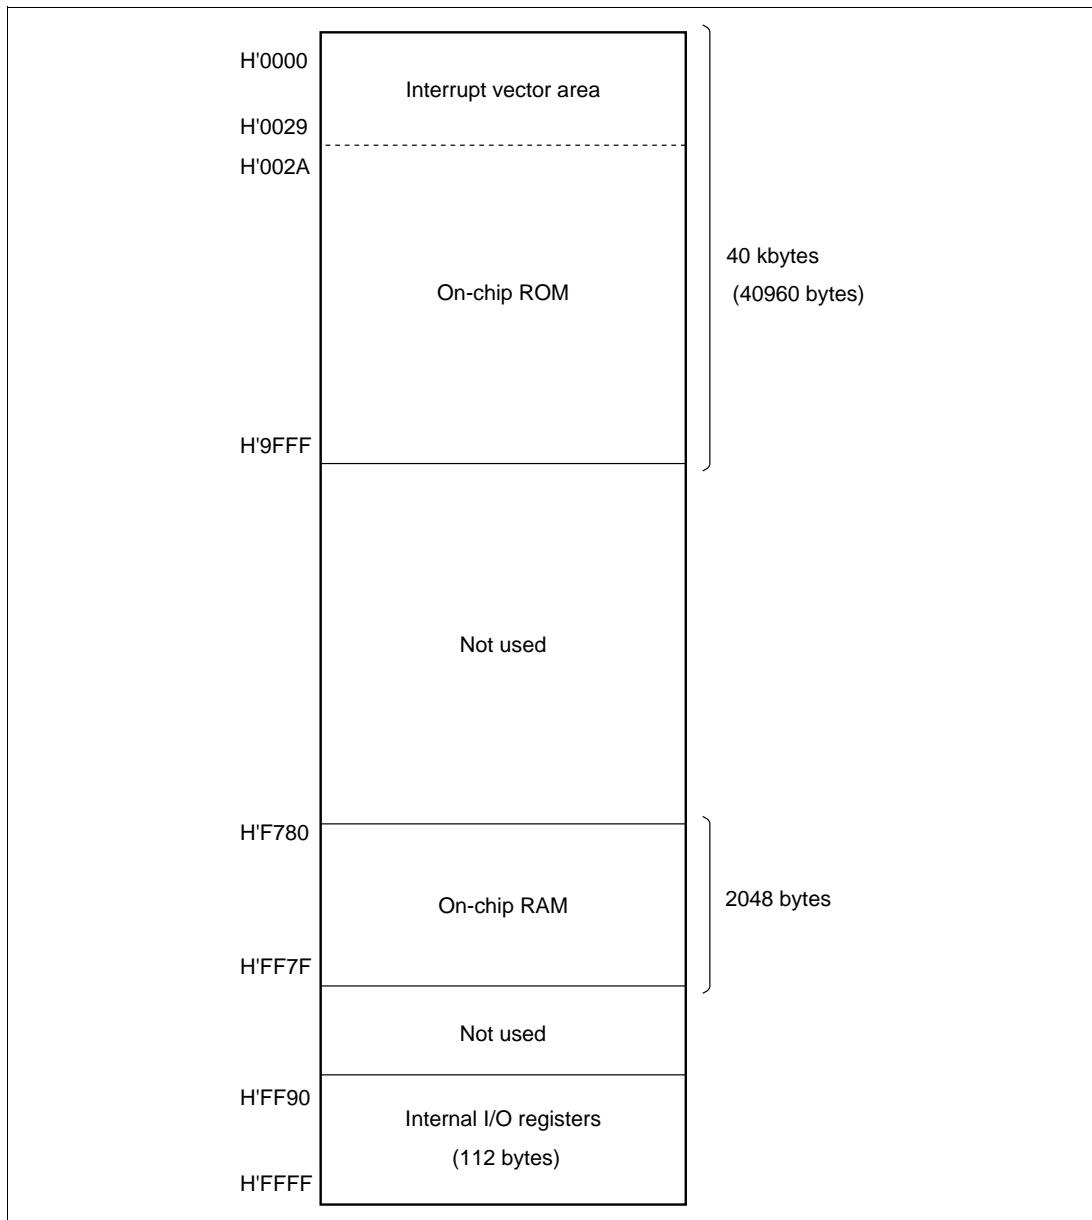 H'0000
Interrupt vector area
H'0029
H'002A
40 kbytes
(40960 bytes)
On-chip ROM
H'9FFF
Not used
H'F780
On-chip RAM
2048 bytes
H'FF7F
Not used
H'FF90
Internal I/O registers
(112 bytes)
H'FFFF